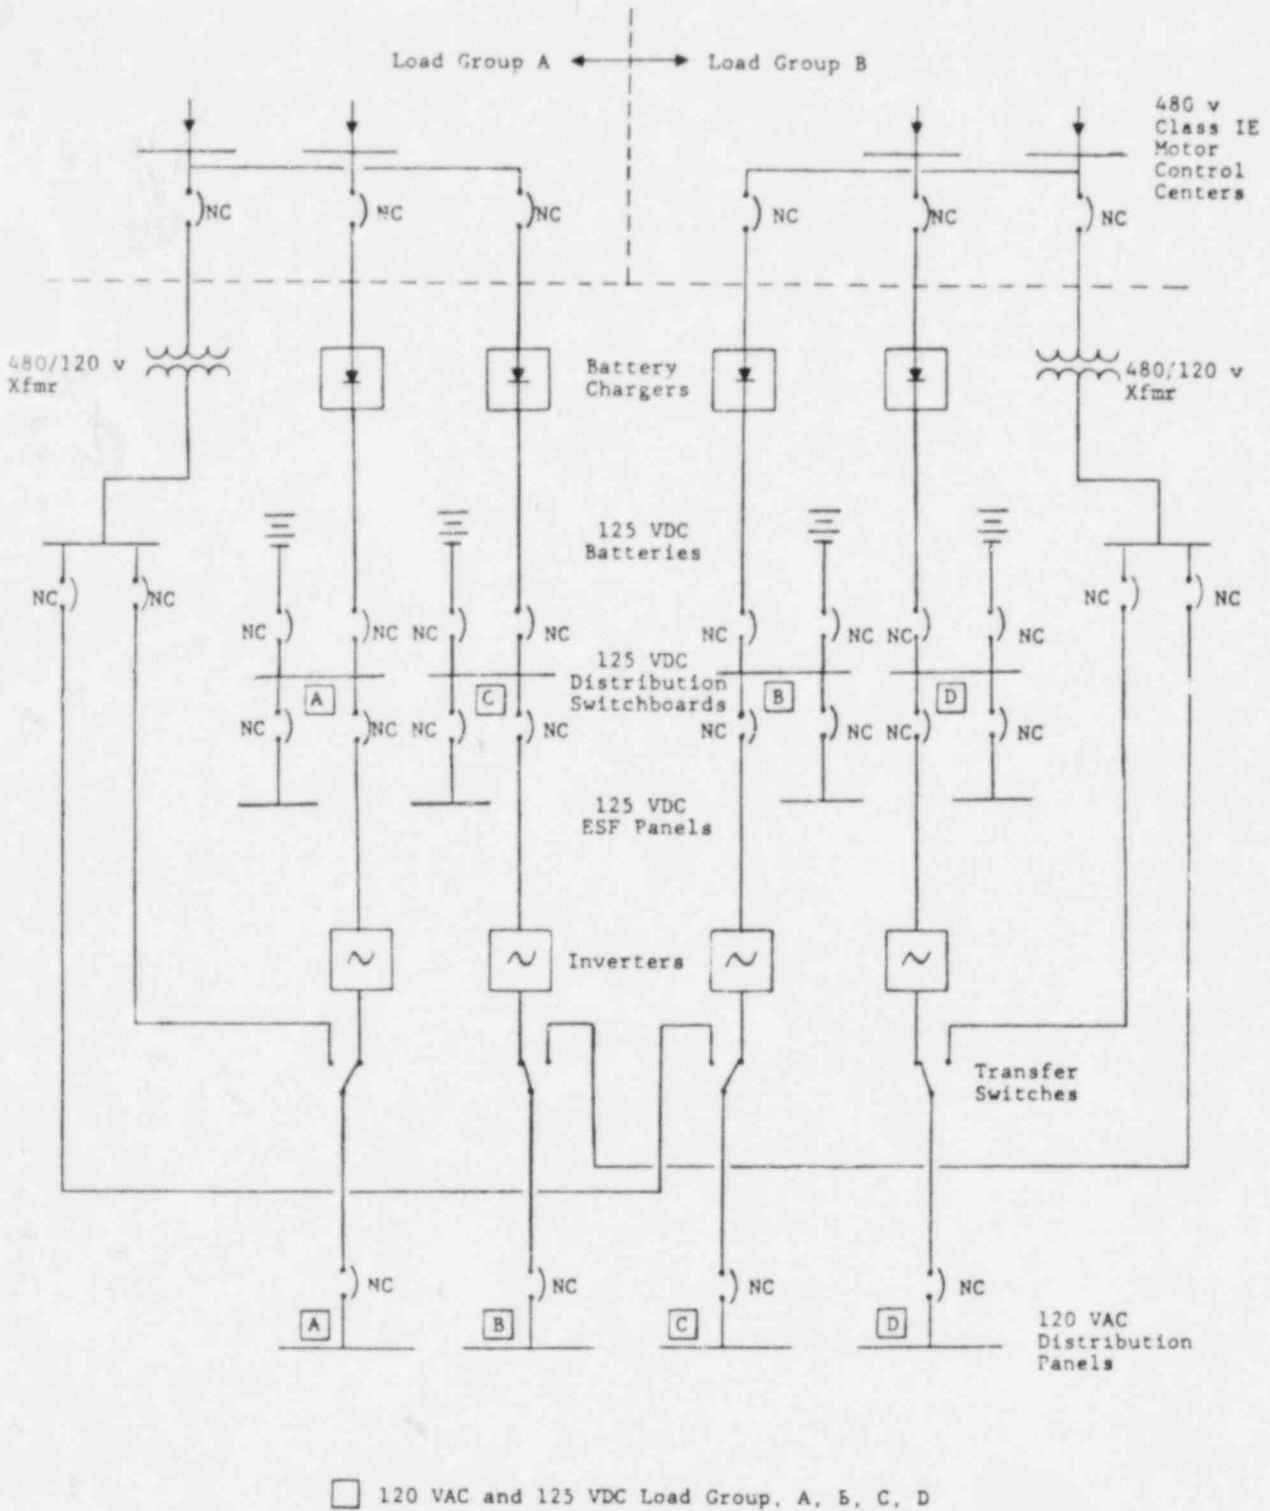 Load Group A
Load Group B
480 v
Class IE
Motor
Control
Centers
NC
NC
NC
NC
NC
NC
480/120 v
Xfmr
Battery
Chargers
480/120 v
Xfmr
125 VDC
Batteries
NC
NC
NC
NC
NC
NC
NC
NC
NC
NC
NC
NC
125 VDC
Distribution
Switchboards
A
C
B
D
NC
NC
NC
NC
NC
NC
NC
NC
125 VDC
ESF Panels
Inverters
Transfer
Switches
NC
NC
NC
NC
A
B
C
D
120 VAC
Distribution
Panels
120 VAC and 125 VDC Load Group, A, B, C, D